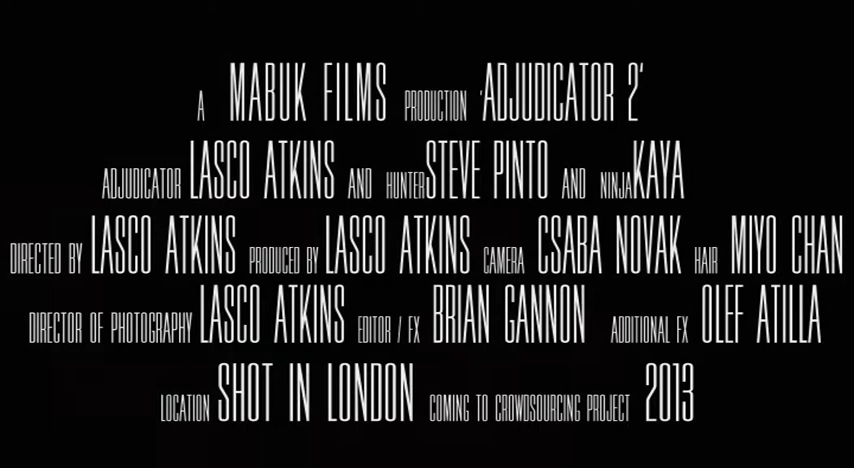 A MABUK FILMS PRODUCTION 'ADJUDICATOR 2'
ADJUDICATOR LASCO ATKINS AND HUNTER STEVE PINTO AND NINJA KAYA
DIRECTED BY LASCO ATKINS PRODUCED BY LASCO ATKINS CAMERA CSABA NOVAK HAIR MIYO CHAN
DIRECTOR OF PHOTOGRAPHY LASCO ATKINS EDITOR / FX BRIAN GANNON ADDITIONAL FX OLEF ATILLA
LOCATION SHOT IN LONDON COMING TO CROWDSOURCING PROJECT 2013